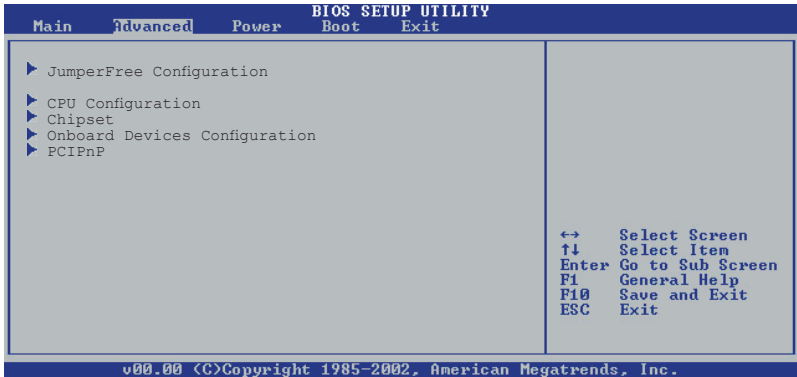 BIOS SETUP UTILITY
Main Advanced Power Boot Exit
JumperFree Configuration
CPU Configuration
Chipset
Onboard Devices Configuration
PCIPnP
←→ Select Screen
↑↓ Select Item
Enter Go to Sub Screen
F1 General Help
F10 Save and Exit
ESC Exit
v00.00 (C)Copyright 1985-2002, American Megatrends, Inc.